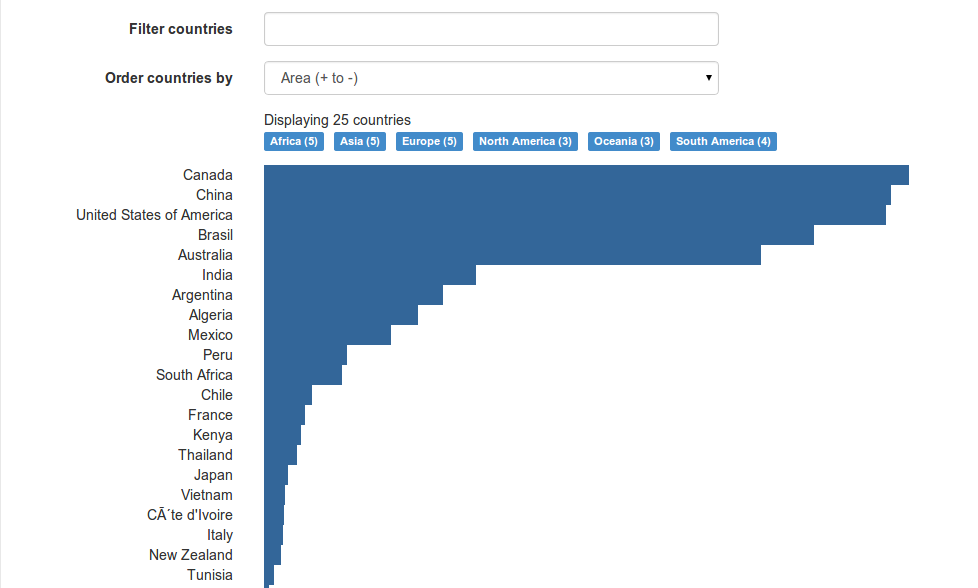 Filter countries
Order countries by
Area (+ to -)
Displaying 25 countries
Africa (5) Asia (5) Europe (5) North America (3) Oceania (3) South America (4)
Canada
China
United States of America
Brasil
Australia
India
Argentina
Algeria
Mexico
Peru
South Africa
Chile
France
Kenya
Thailand
Japan
Vietnam
CÃ´te d'Ivoire
Italy
New Zealand
Tunisia